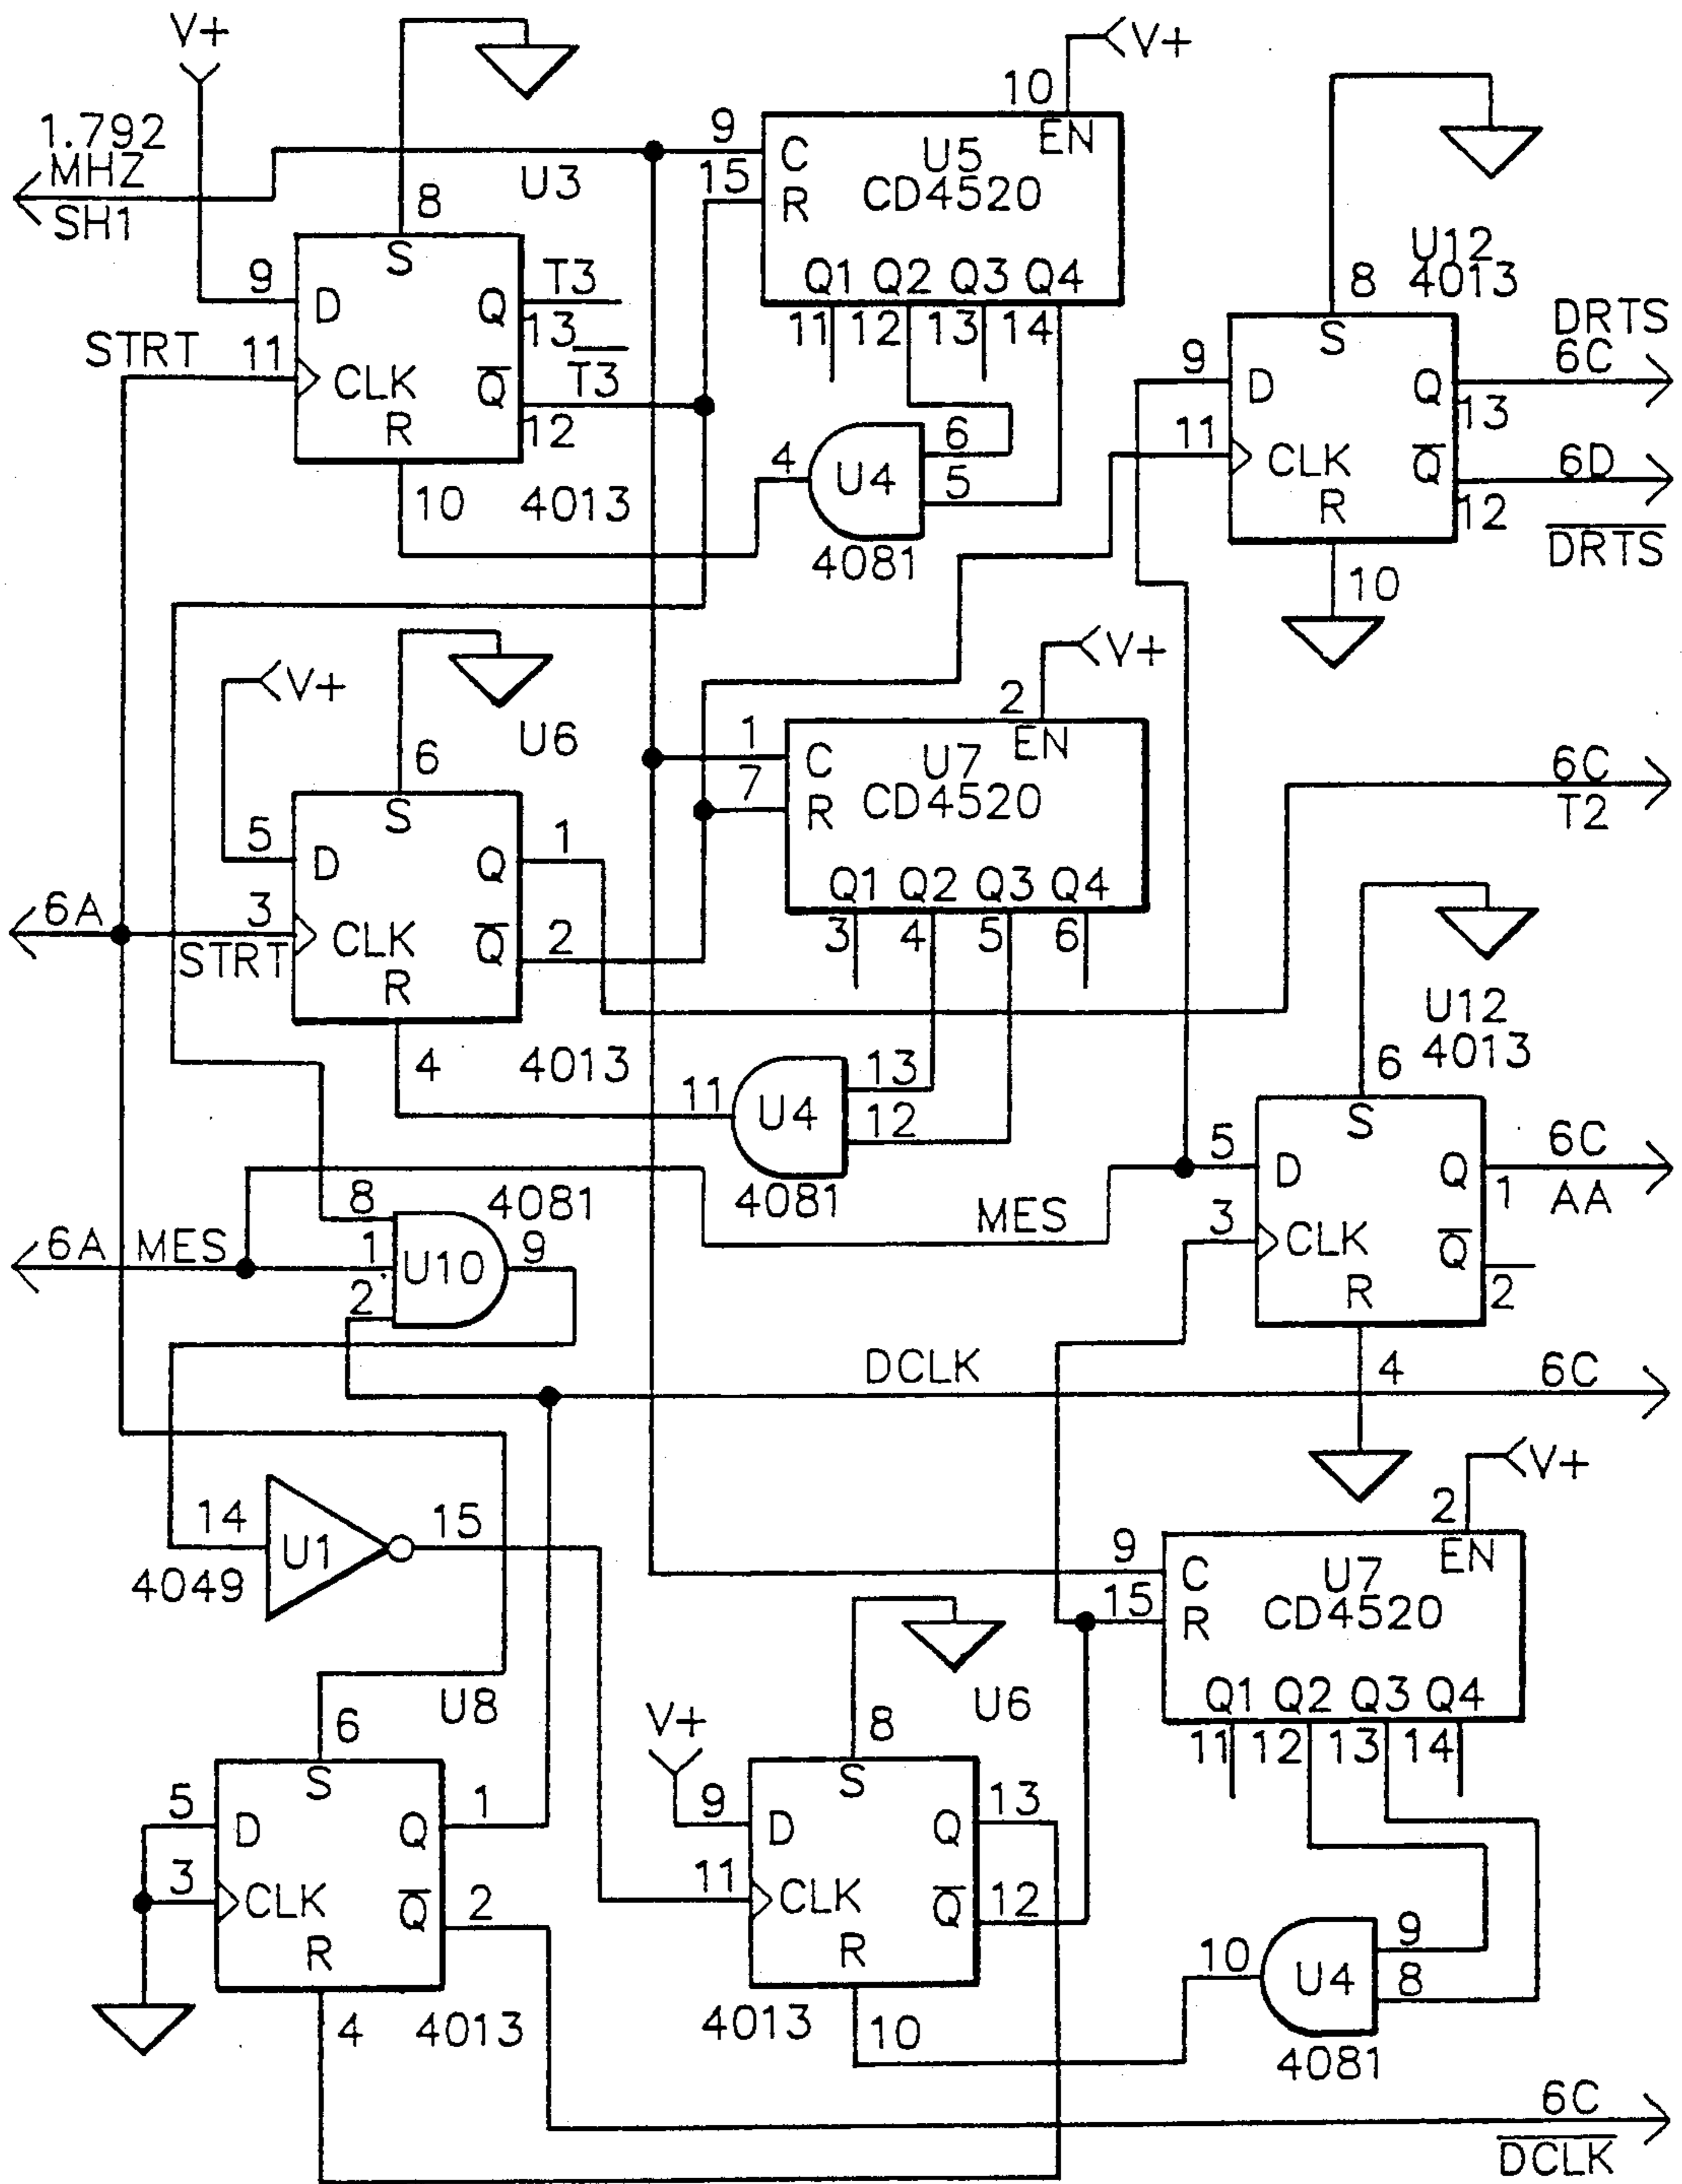 V+
V+
1.792
MHZ
SH1
U3
8
S
9
D
Q
T3
13
STRT
11
CLK
Q̅
T̅3̅
12
R
10
4013
10
EN
9
C
U5
15
R
CD4520
Q1 Q2 Q3 Q4
11 12 13 14
4
U4
6
5
4081
U12
4013
8
S
9
D
Q
DRTS
6C
13
11
CLK
Q̅
6D
12
R
D̅R̅T̅S̅
10
V+
U6
6
S
5
D
Q
1
6A
3
STRT
CLK
Q̅
2
R
4
4013
V+
2
EN
1
C
U7
7
R
CD4520
Q1 Q2 Q3 Q4
3 4 5 6
11
U4
13
12
4081
6C
T2
U12
4013
6
S
5
D
Q
6C
1
AA
3
CLK
Q̅
2
R
4
MES
4081
8
6A MES
1
U10
9
2
DCLK
6C
14
U1
15
4049
V+
2
EN
9
C
U7
15
R
CD4520
Q1 Q2 Q3 Q4
11 12 13 14
U8
6
S
5
D
Q
1
3
CLK
Q̅
2
R
4
4013
V+
U6
8
S
9
D
Q
13
11
CLK
Q̅
12
R
4013
10
10
U4
9
8
4081
6C
D̅C̅L̅K̅